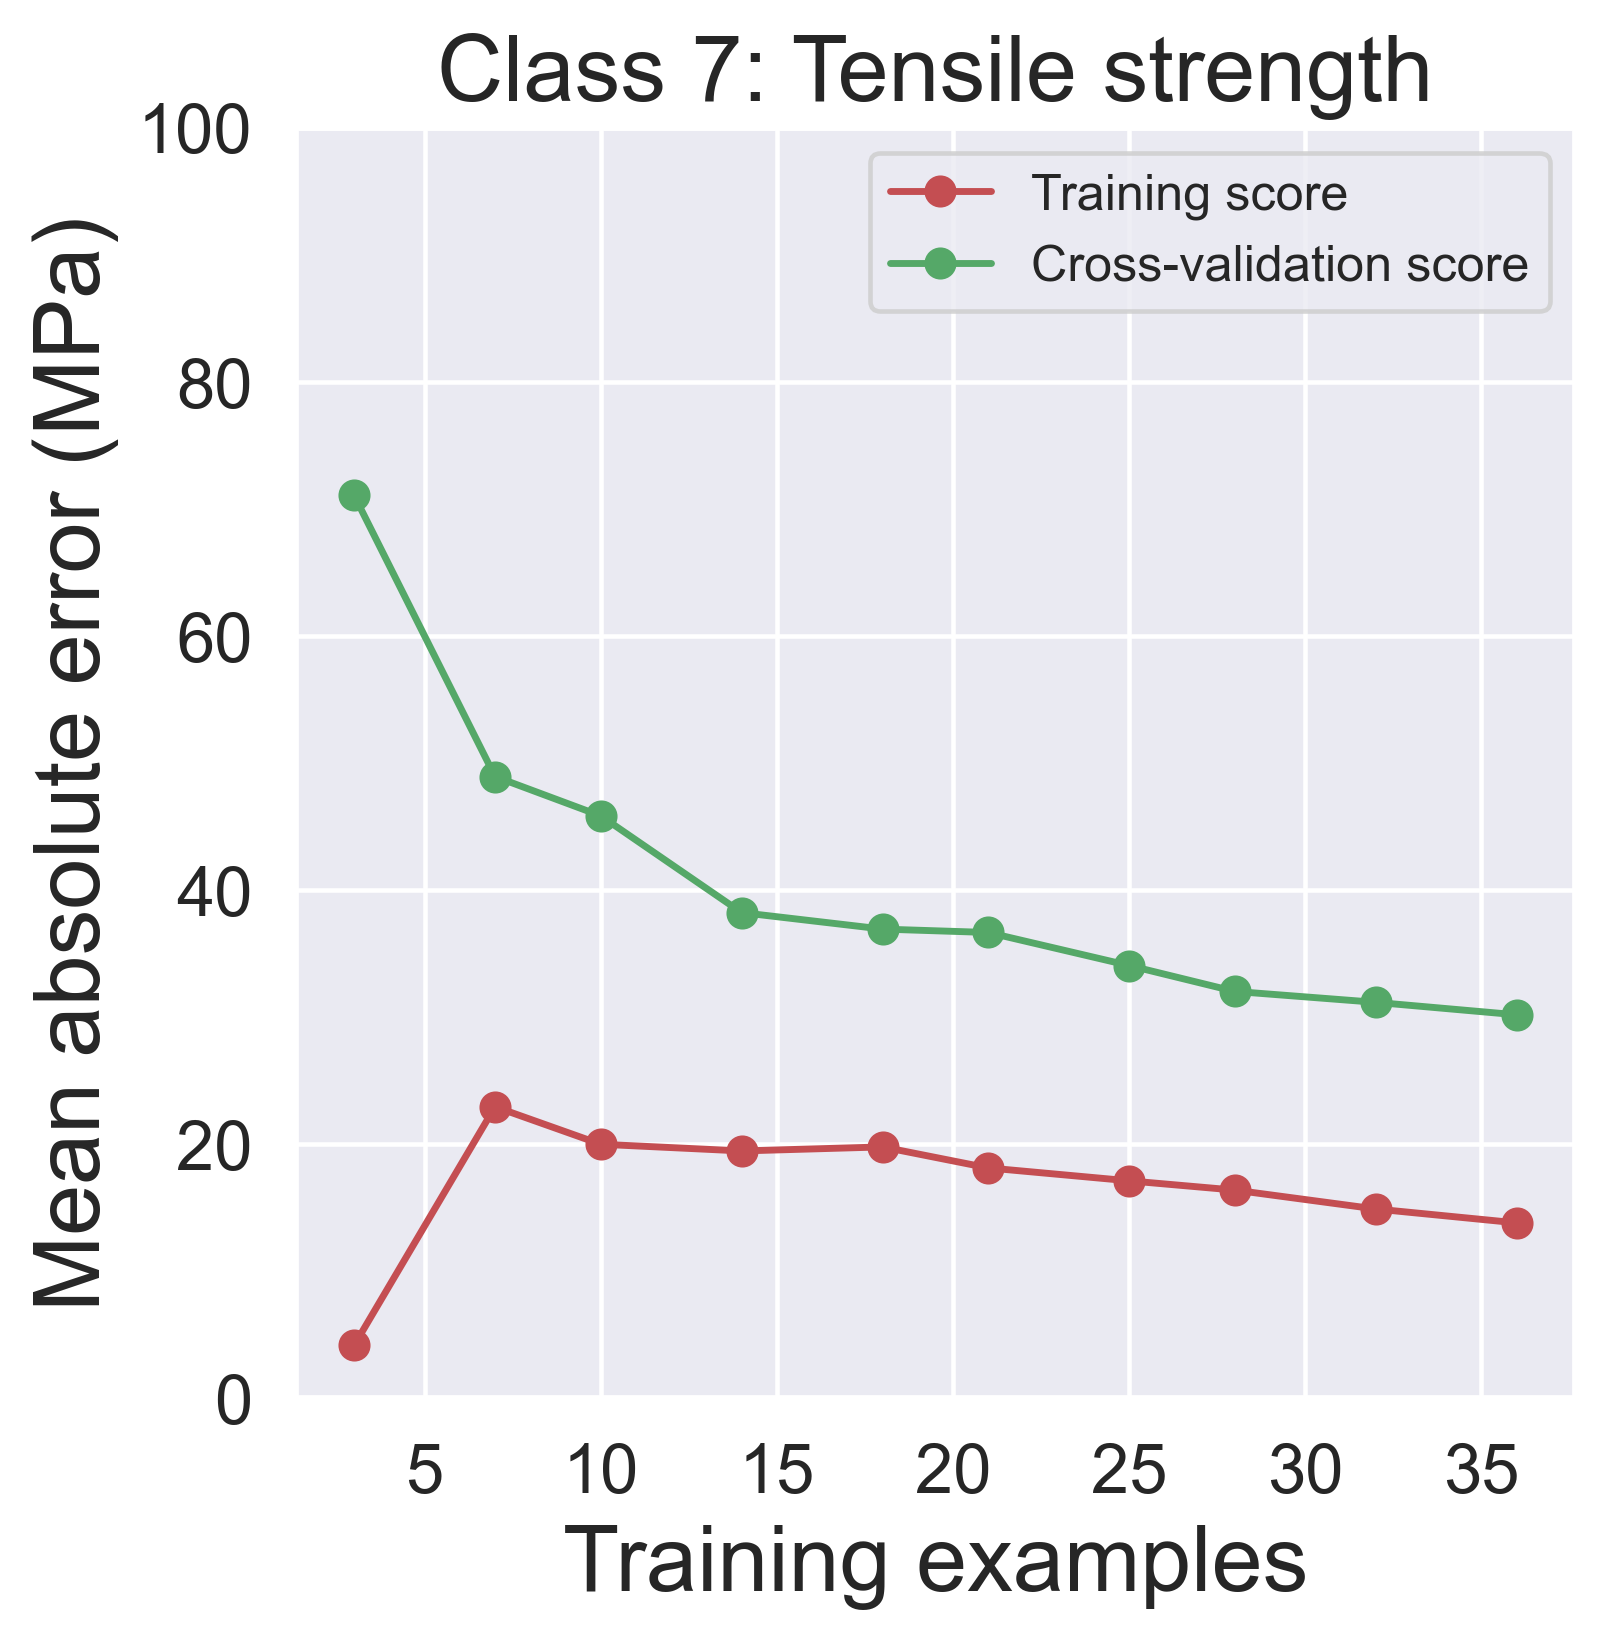 Class 7: Tensile strength
100
80
60
40
20
0
Mean absolute error (MPa)
Training score
Cross-validation score
5 10 15 20 25 30 35
Training examples